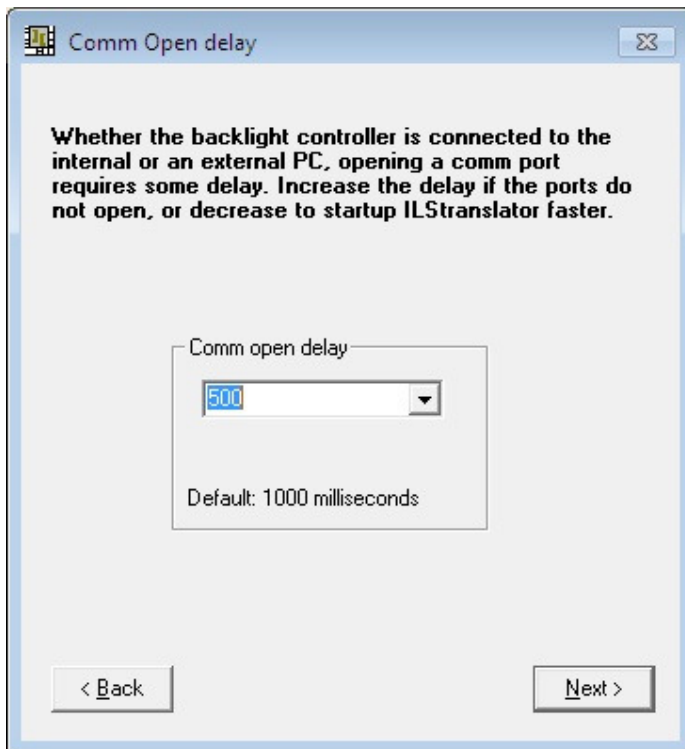 Comm Open delay
Whether the backlight controller is connected to the
internal or an external PC, opening a comm port
requires some delay. Increase the delay if the ports do
not open, or decrease to startup ILStranslator faster.
Comm open delay
500
Default: 1000 milliseconds
< Back
Next >